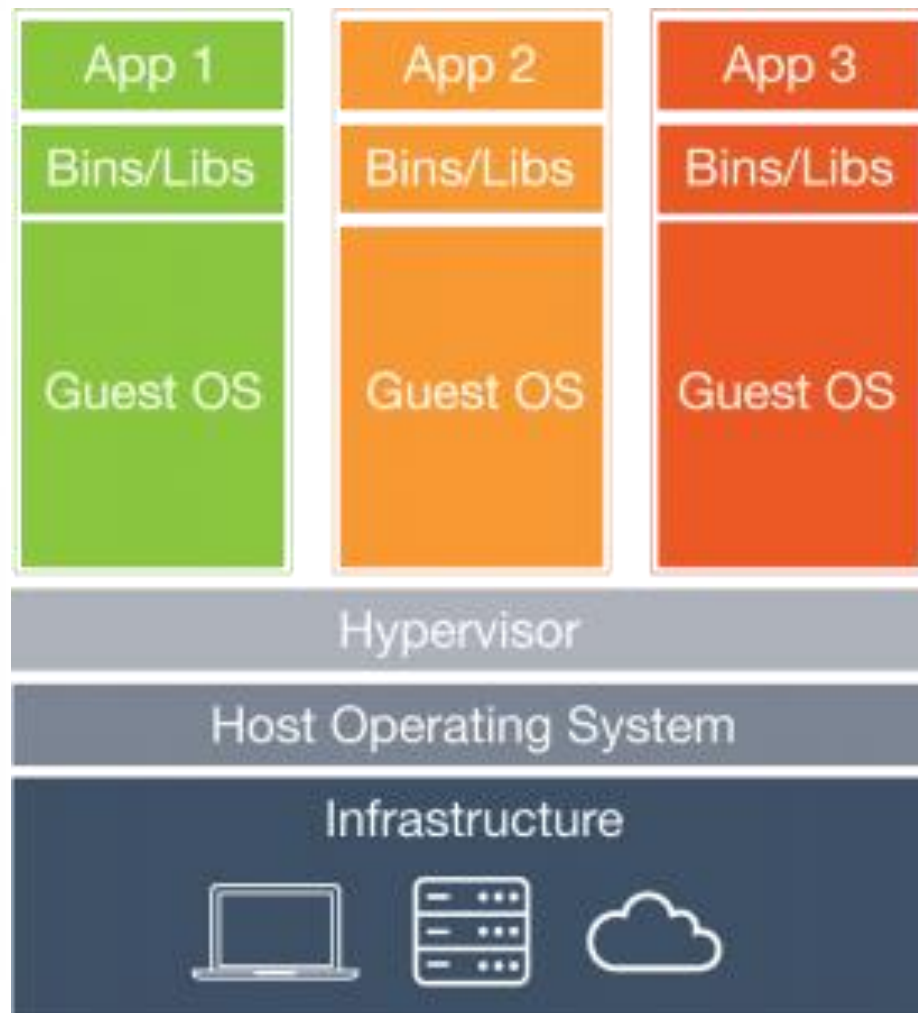 App 1
App 2
App 3
Bins/Libs
Bins/Libs
Bins/Libs
Guest OS
Guest OS
Guest OS
Hypervisor
Host Operating System
Infrastructure